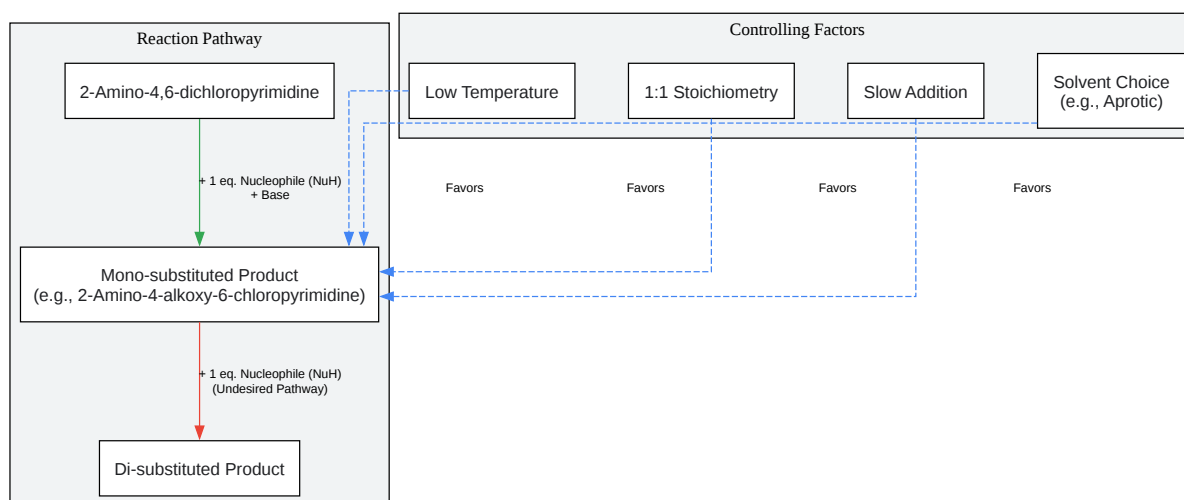 Reaction Pathway
2-Amino-4,6-dichloropyrimidine
+ 1 eq. Nucleophile (NuH)
+ Base
Mono-substituted Product
(e.g., 2-Amino-4-alkoxy-6-chloropyrimidine)
+ 1 eq. Nucleophile (NuH)
(Undesired Pathway)
Di-substituted Product
Controlling Factors
Low Temperature
1:1 Stoichiometry
Slow Addition
Solvent Choice
(e.g., Aprotic)
Favors
Favors
Favors
Favors